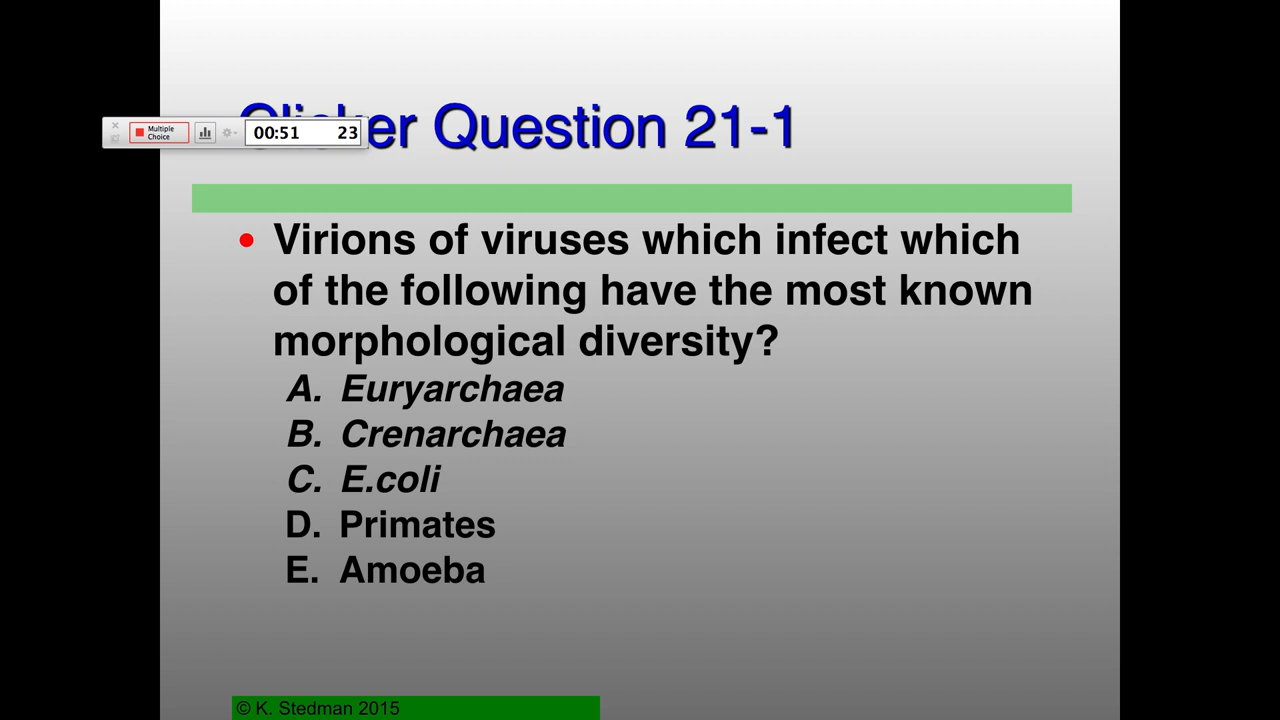 Clicker Question 21-1
Multiple
Choice
00:51 23
• Virions of viruses which infect which
of the following have the most known
morphological diversity?
A. Euryarchaea
B. Crenarchaea
C. E.coli
D. Primates
E. Amoeba
© K. Stedman 2015